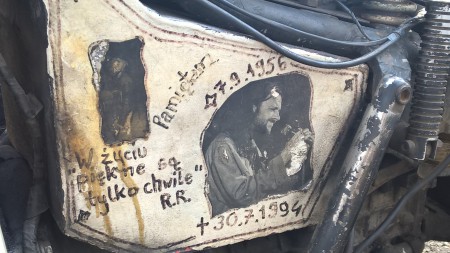 Pamiętamy
7.9.1956
"W życiu
Piękne są
tylko chwile"
R.R.
+30.7.1994